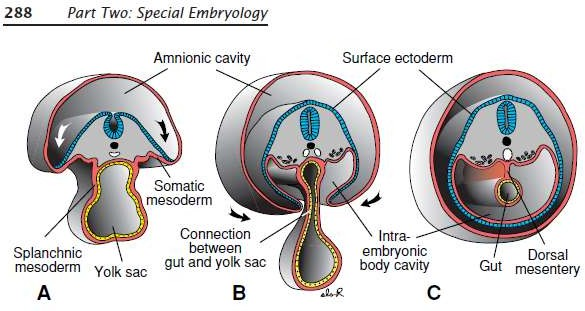 288 Part Two: Special Embryology
Amnionic cavity
Surface ectoderm
Somatic
mesoderm
Splanchnic
mesoderm
Yolk sac
Connection
between
gut and yolk sac
Intra-
embryonic
body cavity
Gut
Dorsal
mesentery
A
B
C